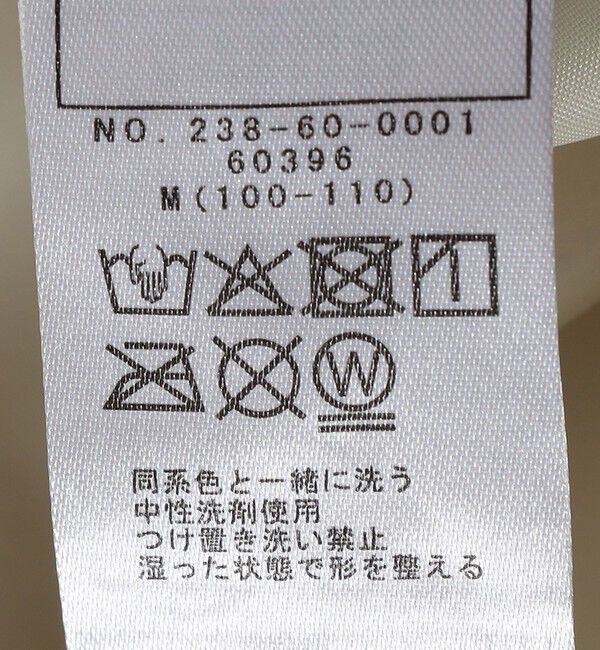 NO. 238-60-0001
60396
M(100-110)
W
同系色と一緒に洗う
中性洗剤使用
つけ置き洗い禁止
湿った状態で形を整える